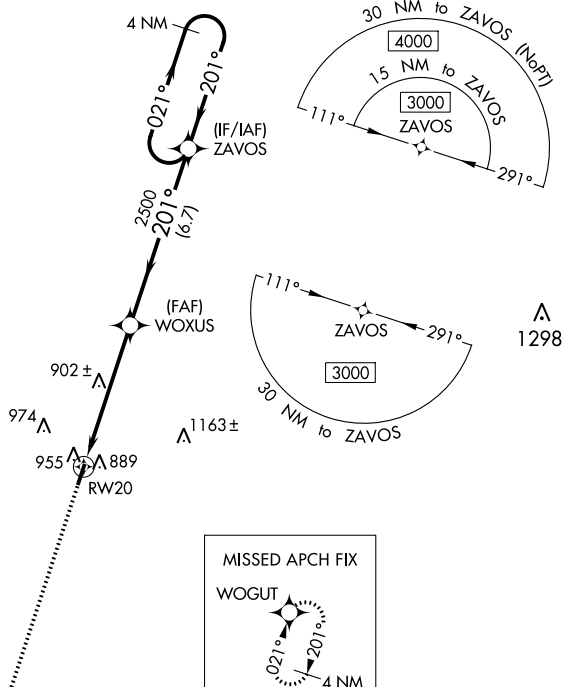 4 NM
021°
201°
(IF/IAF)
ZAVOS
2500
201°
(6.7)
(FAF)
WOXUS
902 ±
974
955
889
RW20
1163 ±
30 NM to ZAVOS (NoPT)
4000
15 NM to ZAVOS
3000
ZAVOS
111°
291°
111°
ZAVOS
291°
3000
30 NM to ZAVOS
1298
MISSED APCH FIX
WOGUT
021°
201°
4 NM